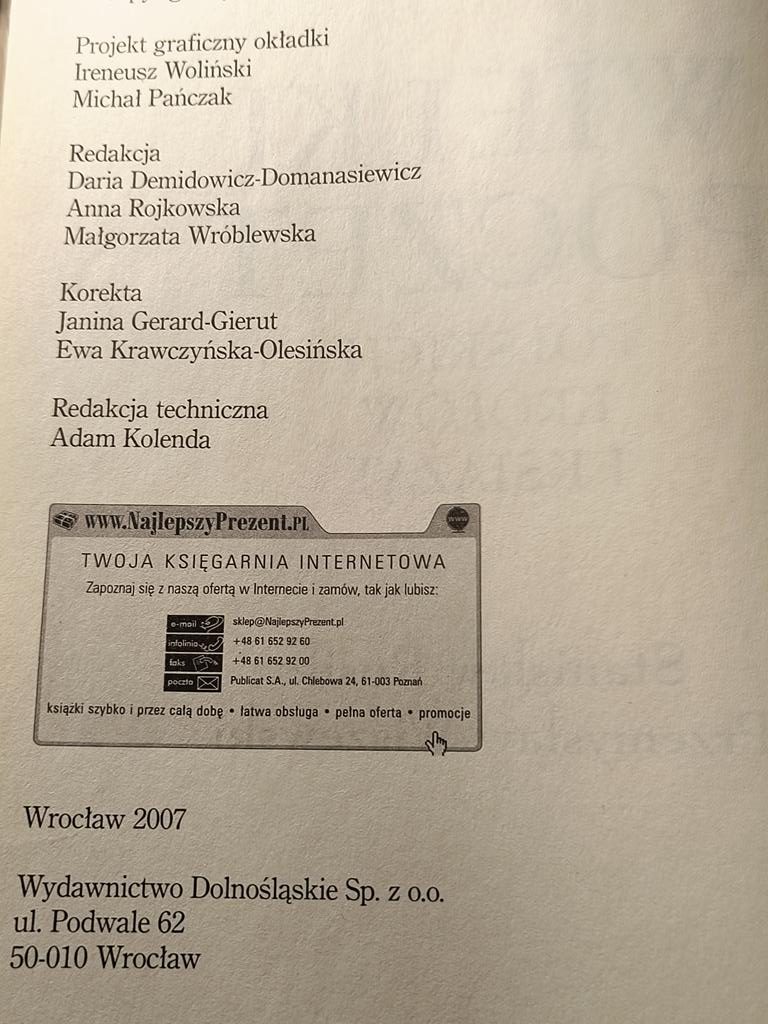 Projekt graficzny okładki
Ireneusz Woliński
Michał Pańczak
Redakcja
Daria Demidowicz-Domanasiewicz
Anna Rojkowska
Małgorzata Wróblewska
Korekta
Janina Gerard-Gierut
Ewa Krawczyńska-Olesińska
Redakcja techniczna
Adam Kolenda
www.NajlepszyPrezent.PL
www
TWOJA KSIĘGARNIA INTERNETOWA
Zapoznaj się z naszą ofertą w Internecie i zamów, tak jak lubisz:
e-mail sklep@NajlepszyPrezent.pl
infolinia +48 61 652 92 60
faks +48 61 652 92 00
poczta Publicat S.A., ul. Chlebowa 24, 61-003 Poznań
książki szybko i przez całą dobę • łatwa obsługa • pełna oferta • promocje
Wrocław 2007
Wydawnictwo Dolnośląskie Sp. z o.o.
ul. Podwale 62
50-010 Wrocław